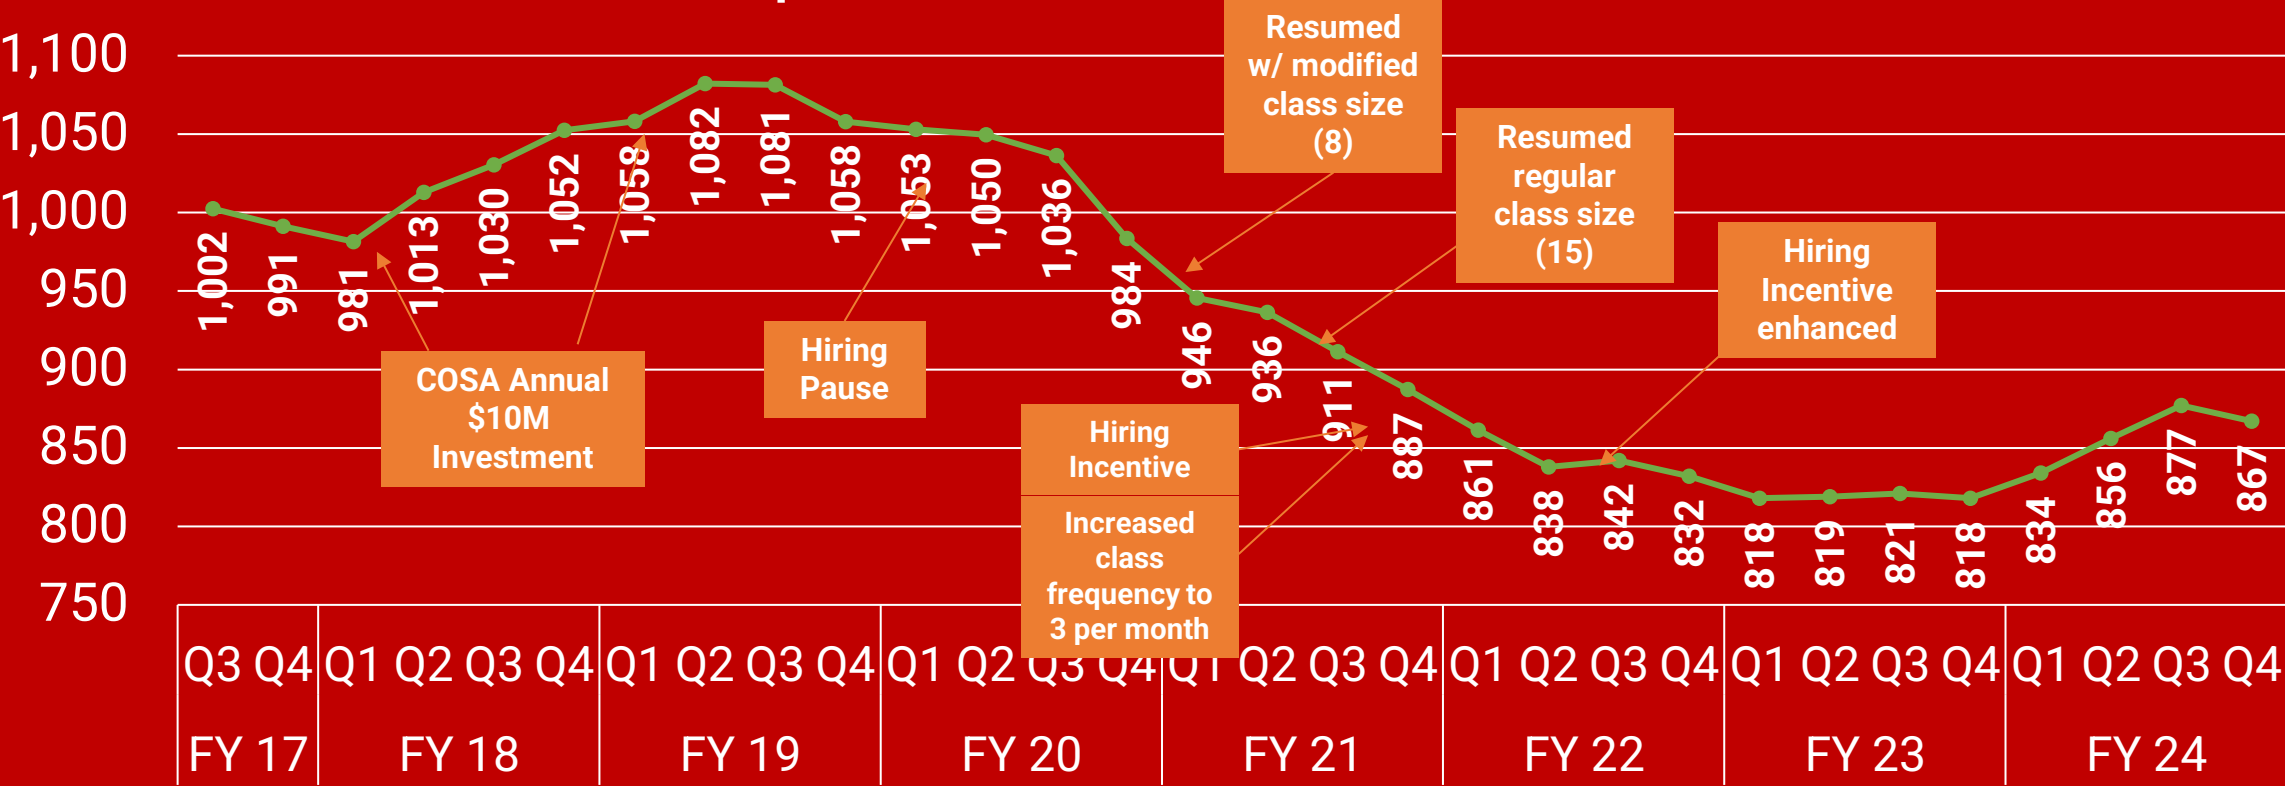 Resumed
w/ modified
class size
(8)
Resumed
regular
class size
(15)
Hiring
Incentive
enhanced
COSA Annual
$10M
Investment
Hiring
Pause
Hiring
Incentive
Increased
class
frequency to
3 per month
1,100
1,050
1,000
950
900
850
800
750
1,002
991
981
1,013
1,030
1,052
1,058
1,082
1,081
1,058
1,053
1,050
1,036
984
946
936
911
887
861
838
842
832
818
819
821
818
834
856
877
867
Q3 Q4 Q1 Q2 Q3 Q4 Q1 Q2 Q3 Q4 Q1 Q2 Q3 Q4 Q1 Q2 Q3 Q4 Q1 Q2 Q3 Q4 Q1 Q2 Q3 Q4 Q1 Q2 Q3 Q4
FY 17 FY 18 FY 19 FY 20 FY 21 FY 22 FY 23 FY 24